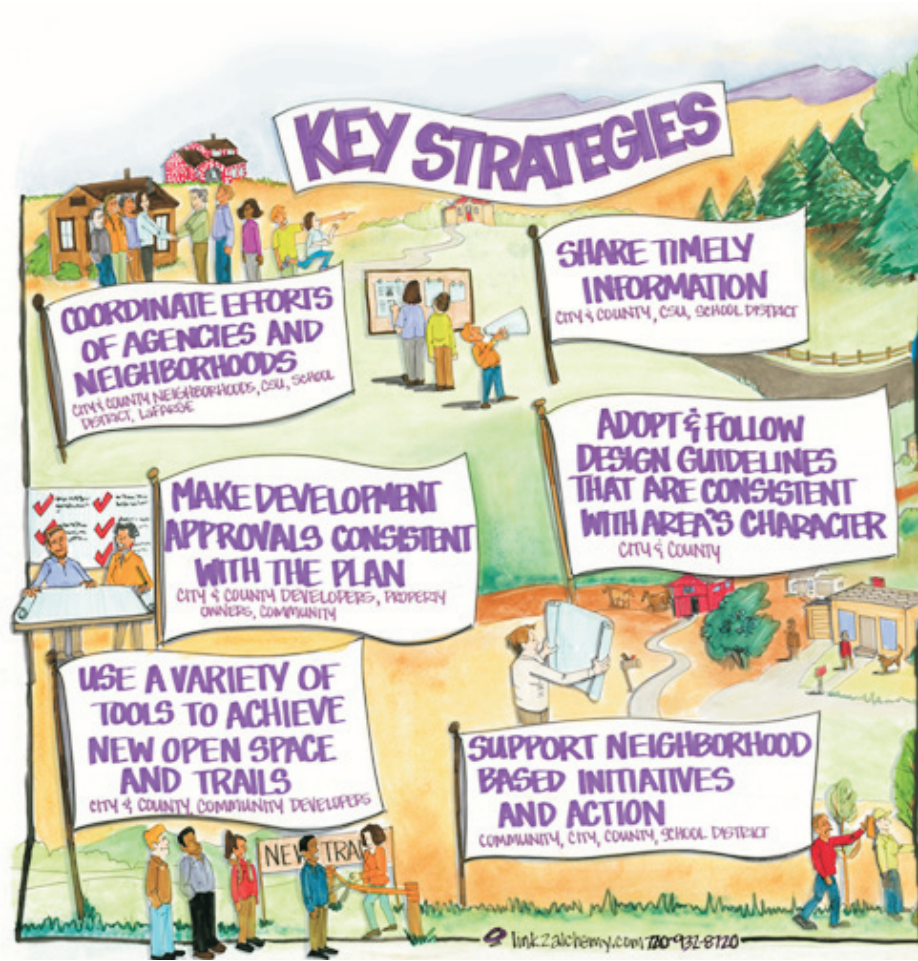 KEY STRATEGIES
COORDINATE EFFORTS
OF AGENCIES AND
NEIGHBORHOODS
CITY & COUNTY NEIGHBORHOODS, CSU, SCHOOL
DISTRICT, LAFARGE
SHARE TIMELY
INFORMATION
CITY & COUNTY, CSU, SCHOOL DISTRICT
MAKE DEVELOPMENT
APPROVALS CONSISTENT
WITH THE PLAN
CITY & COUNTY DEVELOPERS, PROPERTY
OWNERS, COMMUNITY
ADOPT & FOLLOW
DESIGN GUIDELINES
THAT ARE CONSISTENT
WITH AREA'S CHARACTER
CITY & COUNTY
USE A VARIETY OF
TOOLS TO ACHIEVE
NEW OPEN SPACE
AND TRAILS
CITY & COUNTY, COMMUNITY DEVELOPERS
SUPPORT NEIGHBORHOOD
BASED INITIATIVES
AND ACTION
COMMUNITY, CITY, COUNTY, SCHOOL DISTRICT
NEW TRA
link2alchemy.com 720-932-8720